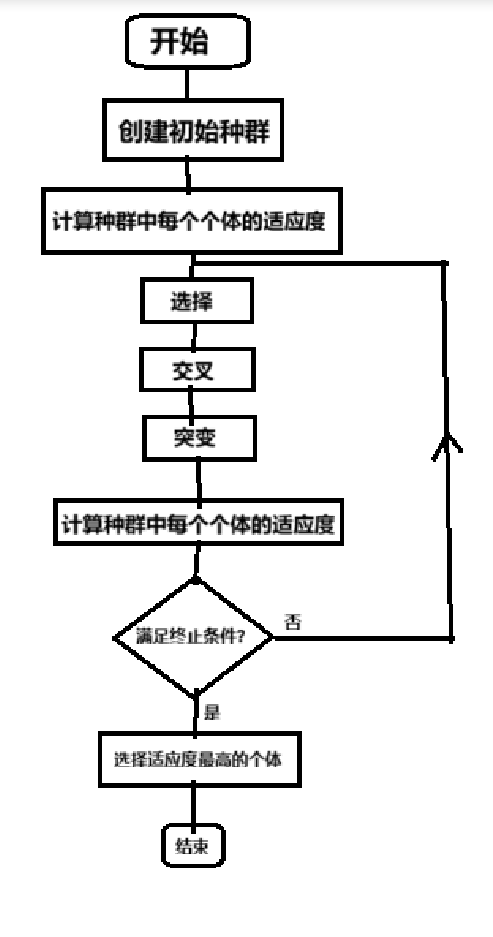 开始
创建初始种群
计算种群中每个个体的适应度
选择
交叉
突变
计算种群中每个个体的适应度
满足终止条件?
否
是
选择适应度最高的个体
结束